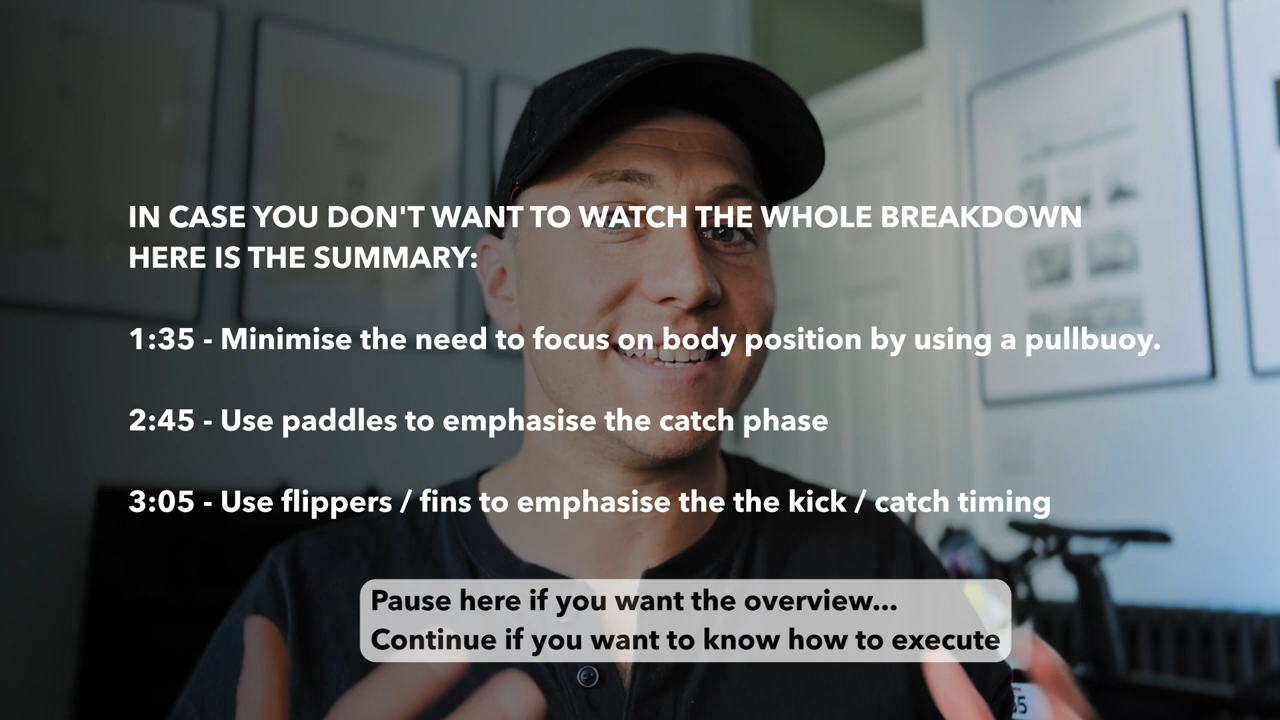 IN CASE YOU DON'T WANT TO WATCH THE WHOLE BREAKDOWN
HERE IS THE SUMMARY:
1:35 - Minimise the need to focus on body position by using a pullbuoy.
2:45 - Use paddles to emphasise the catch phase
3:05 - Use flippers / fins to emphasise the the kick / catch timing
Pause here if you want the overview...
Continue if you want to know how to execute